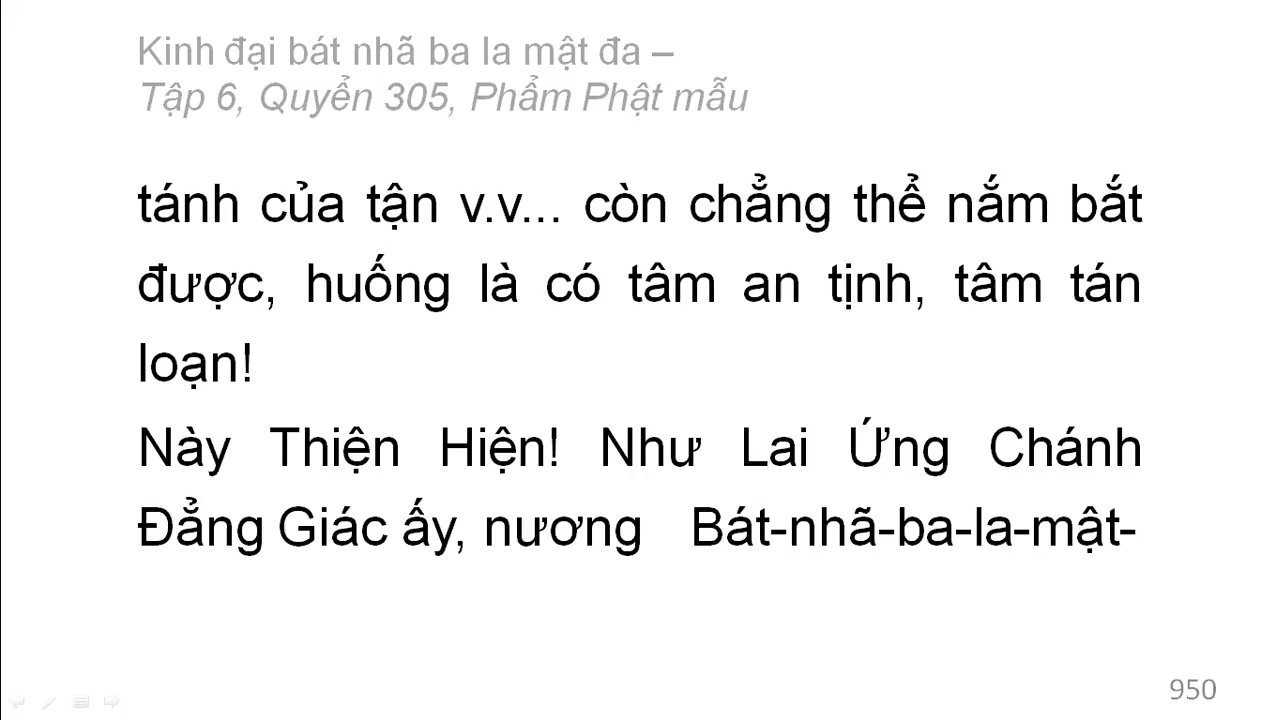 Kinh đại bát nhã ba la mật đa –
Tập 6, Quyển 305, Phẩm Phật mẫu
tánh của tận v.v... còn chẳng thể nắm bắt
được, huống là có tâm an tịnh, tâm tán
loạn!
Này Thiện Hiện! Như Lai Ứng Chánh
Đẳng Giác ấy, nương Bát-nhã-ba-la-mật-
950